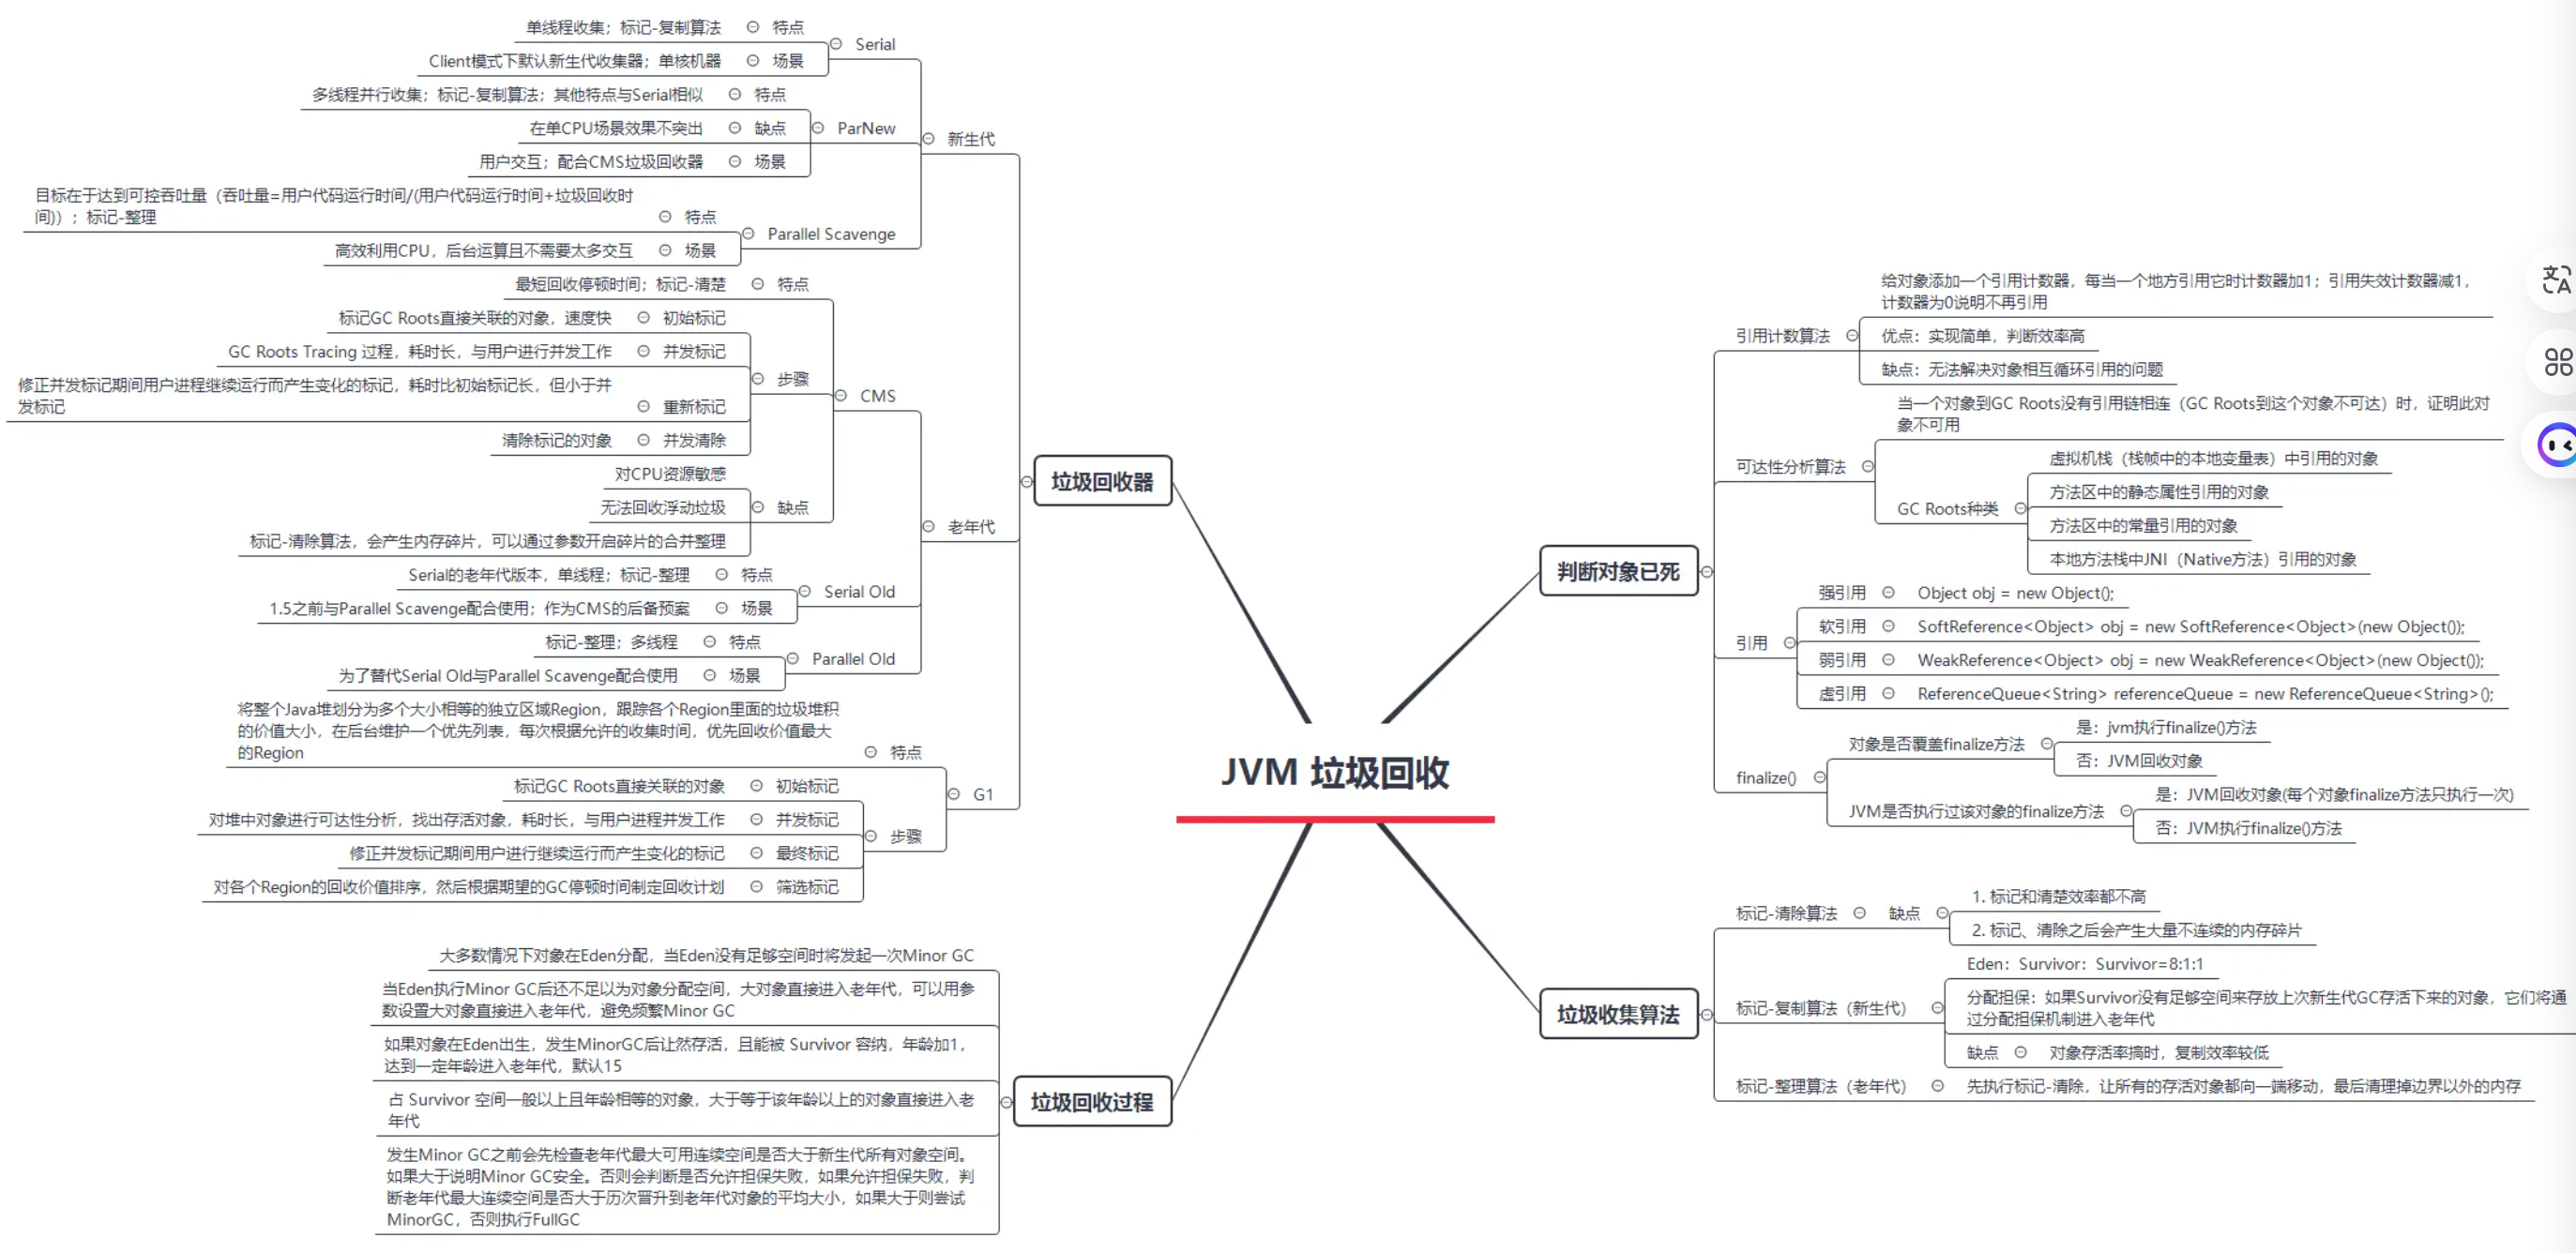 JVM 垃圾回收
垃圾回收器
新生代
Serial
特点
单线程收集；标记-复制算法
场景
Client模式下默认新生代收集器；单核机器
ParNew
特点
多线程并行收集；标记-复制算法；其他特点与Serial相似
缺点
在单CPU场景效果不突出
场景
用户交互；配合CMS垃圾回收器
Parallel Scavenge
特点
目标在于达到可控吞吐量（吞吐量=用户代码运行时间/(用户代码运行时间+垃圾回收时
间)）；标记-整理
场景
高效利用CPU，后台运算且不需要太多交互
老年代
CMS
特点
最短回收停顿时间；标记-清楚
步骤
初始标记
标记GC Roots直接关联的对象，速度快
并发标记
GC Roots Tracing 过程，耗时长，与用户进行并发工作
重新标记
修正并发标记期间用户进程继续运行而产生变化的标记，耗时比初始标记长，但小于并
发标记
并发清除
清除标记的对象
缺点
对CPU资源敏感
无法回收浮动垃圾
标记-清除算法，会产生内存碎片，可以通过参数开启碎片的合并整理
Serial Old
特点
Serial的老年代版本，单线程；标记-整理
场景
1.5之前与Parallel Scavenge配合使用；作为CMS的后备预案
Parallel Old
特点
标记-整理；多线程
场景
为了替代Serial Old与Parallel Scavenge配合使用
G1
特点
将整个Java堆划分为多个大小相等的独立区域Region，跟踪各个Region里面的垃圾堆积
的价值大小，在后台维护一个优先列表，每次根据允许的收集时间，优先回收价值最大
的Region
步骤
初始标记
标记GC Roots直接关联的对象
并发标记
对堆中对象进行可达性分析，找出存活对象，耗时长，与用户进程并发工作
最终标记
修正并发标记期间用户进行继续运行而产生变化的标记
筛选标记
对各个Region的回收价值排序，然后根据期望的GC停顿时间制定回收计划
垃圾回收过程
大多数情况下对象在Eden分配，当Eden没有足够空间时将发起一次Minor GC
当Eden执行Minor GC后还不足以为对象分配空间，大对象直接进入老年代，可以用参
数设置大对象直接进入老年代，避免频繁Minor GC
如果对象在Eden出生，发生MinorGC后让然存活，且能被 Survivor 容纳，年龄加1，
达到一定年龄进入老年代，默认15
占 Survivor 空间一般以上且年龄相等的对象，大于等于该年龄以上的对象直接进入老
年代
发生Minor GC之前会先检查老年代最大可用连续空间是否大于新生代所有对象空间。
如果大于说明Minor GC安全。否则会判断是否允许担保失败，如果允许担保失败，判
断老年代最大连续空间是否大于历次晋升到老年代对象的平均大小，如果大于则尝试
MinorGC，否则执行FullGC
判断对象已死
引用计数算法
给对象添加一个引用计数器，每当一个地方引用它时计数器加1；引用失效计数器减1，
计数器为0说明不再引用
优点：实现简单，判断效率高
缺点：无法解决对象相互循环引用的问题
可达性分析算法
当一个对象到GC Roots没有引用链相连（GC Roots到这个对象不可达）时，证明此对
象不可用
GC Roots种类
虚拟机栈（栈帧中的本地变量表）中引用的对象
方法区中的静态属性引用的对象
方法区中的常量引用的对象
本地方法栈中JNI（Native方法）引用的对象
引用
强引用
Object obj = new Object();
软引用
SoftReference<Object> obj = new SoftReference<Object>(new Object());
弱引用
WeakReference<Object> obj = new WeakReference<Object>(new Object());
虚引用
ReferenceQueue<String> referenceQueue = new ReferenceQueue<String>();
finalize()
对象是否覆盖finalize方法
是：jvm执行finalize()方法
否：JVM回收对象
JVM是否执行过该对象的finalize方法
是：JVM回收对象(每个对象finalize方法只执行一次)
否：JVM执行finalize()方法
垃圾收集算法
标记-清除算法
缺点
1. 标记和清楚效率都不高
2. 标记、清除之后会产生大量不连续的内存碎片
标记-复制算法（新生代）
Eden：Survivor：Survivor=8:1:1
分配担保：如果Survivor没有足够空间来存放上次新生代GC存活下来的对象，它们将通
过分配担保机制进入老年代
缺点
对象存活率搞时，复制效率较低
标记-整理算法（老年代）
先执行标记-清除，让所有的存活对象都向一端移动，最后清理掉边界以外的内存